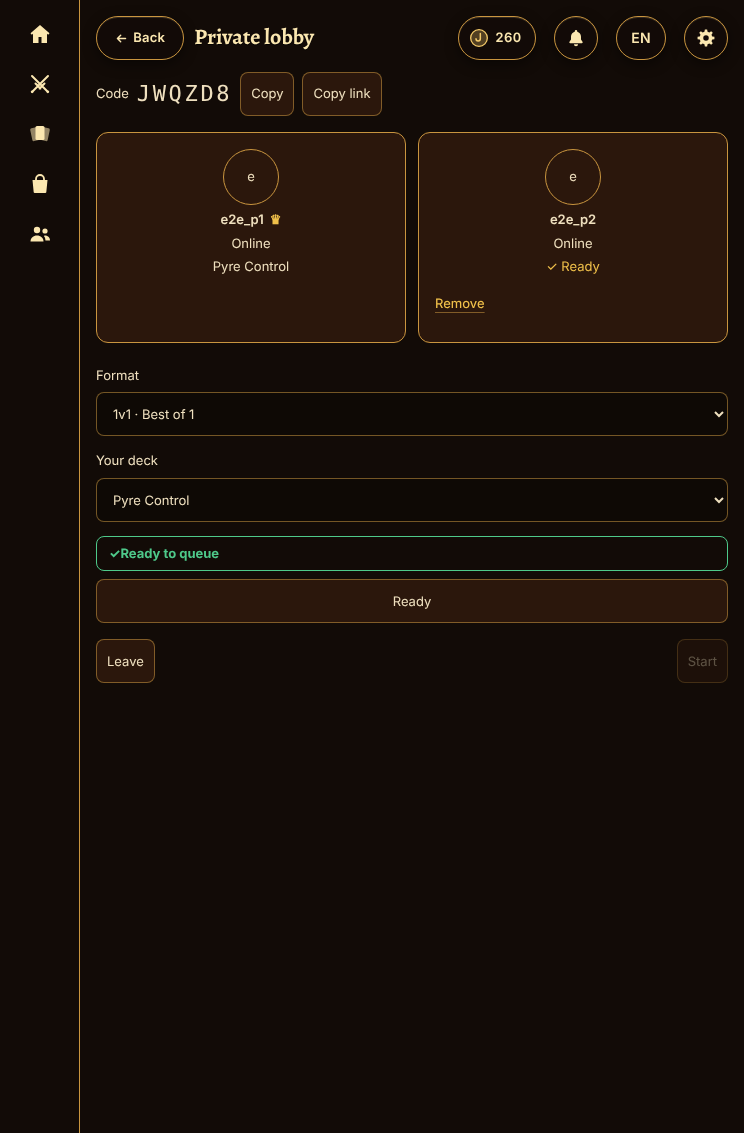 ← Back Private lobby J 260 EN
Code JWQZD8 Copy Copy link
e e
e2e_p1 e2e_p2
Online Online
Pyre Control ✓ Ready
Remove
Format
1v1 · Best of 1
Your deck
Pyre Control
✓Ready to queue
Ready
Leave Start